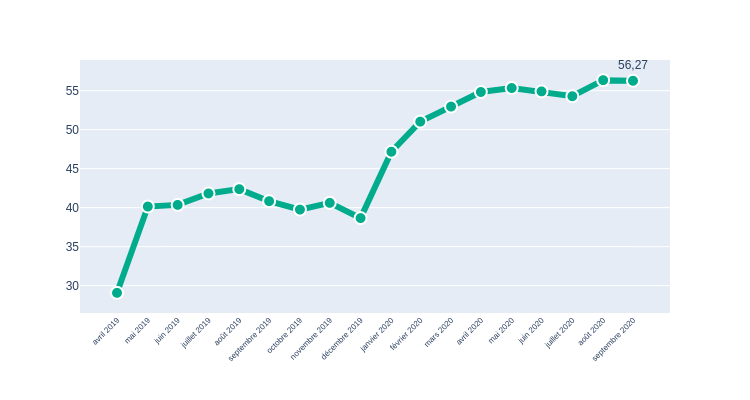 56,27
55
50
45
40
35
30
avril 2019
mai 2019
juin 2019
juillet 2019
août 2019
septembre 2019
octobre 2019
novembre 2019
décembre 2019
janvier 2020
février 2020
mars 2020
avril 2020
mai 2020
juin 2020
juillet 2020
août 2020
septembre 2020